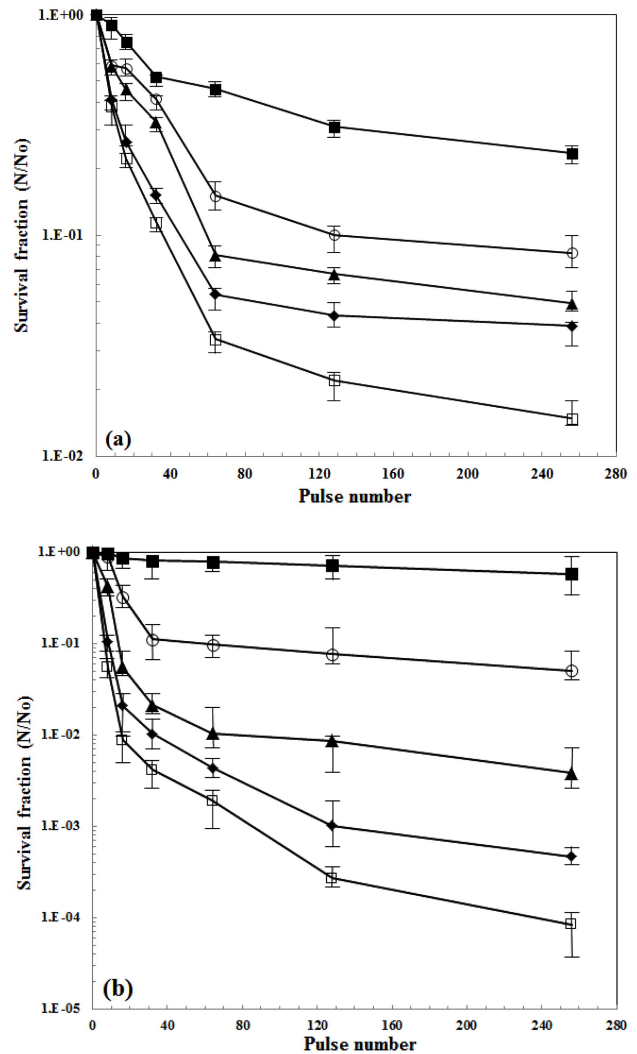 1.E+00
1.E-01
1.E-02
Survival fraction (N/No)
(a)
0 40 80 120 160 200 240 280
Pulse number
1.E+00
1.E-01
1.E-02
1.E-03
1.E-04
1.E-05
Survival fraction (N/No)
(b)
0 40 80 120 160 200 240 280
Pulse number